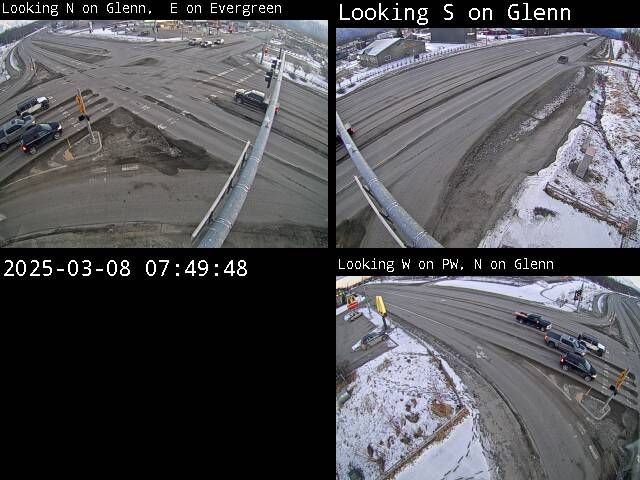 Looking N on Glenn,  E on Evergreen
Looking S on Glenn
2025-03-08 07:49:48
Looking W on PW, N on Glenn